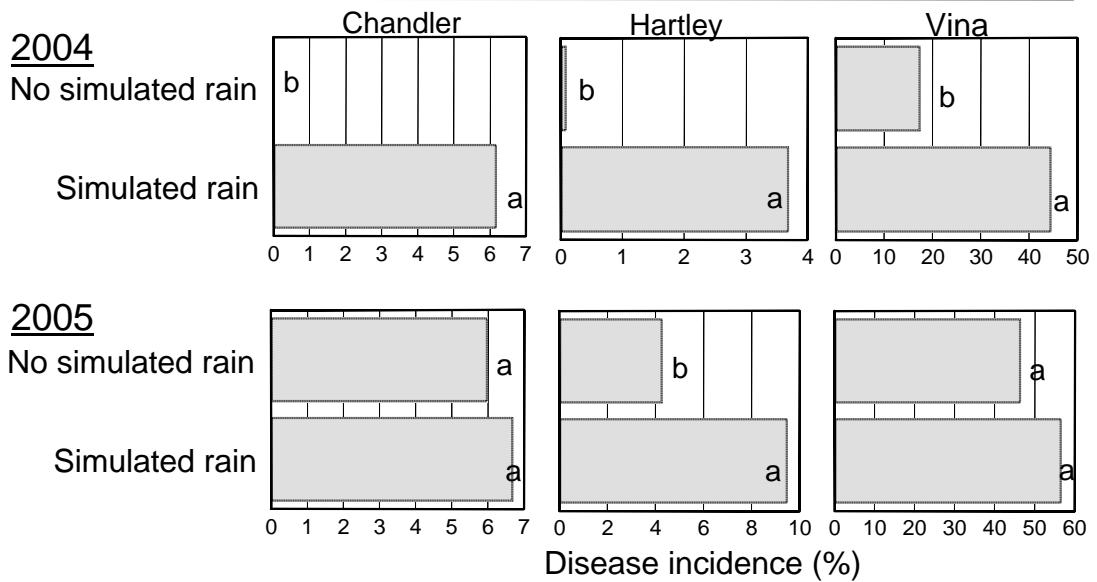 Chandler Hartley Vina
2004
No simulated rain b b b
Simulated rain a a a
0 1 2 3 4 5 6 7 0 1 2 3 4 0 10 20 30 40 50
2005
No simulated rain a b a
Simulated rain a a a
0 1 2 3 4 5 6 7 0 2 4 6 8 10 0 10 20 30 40 50 60
Disease incidence (%)